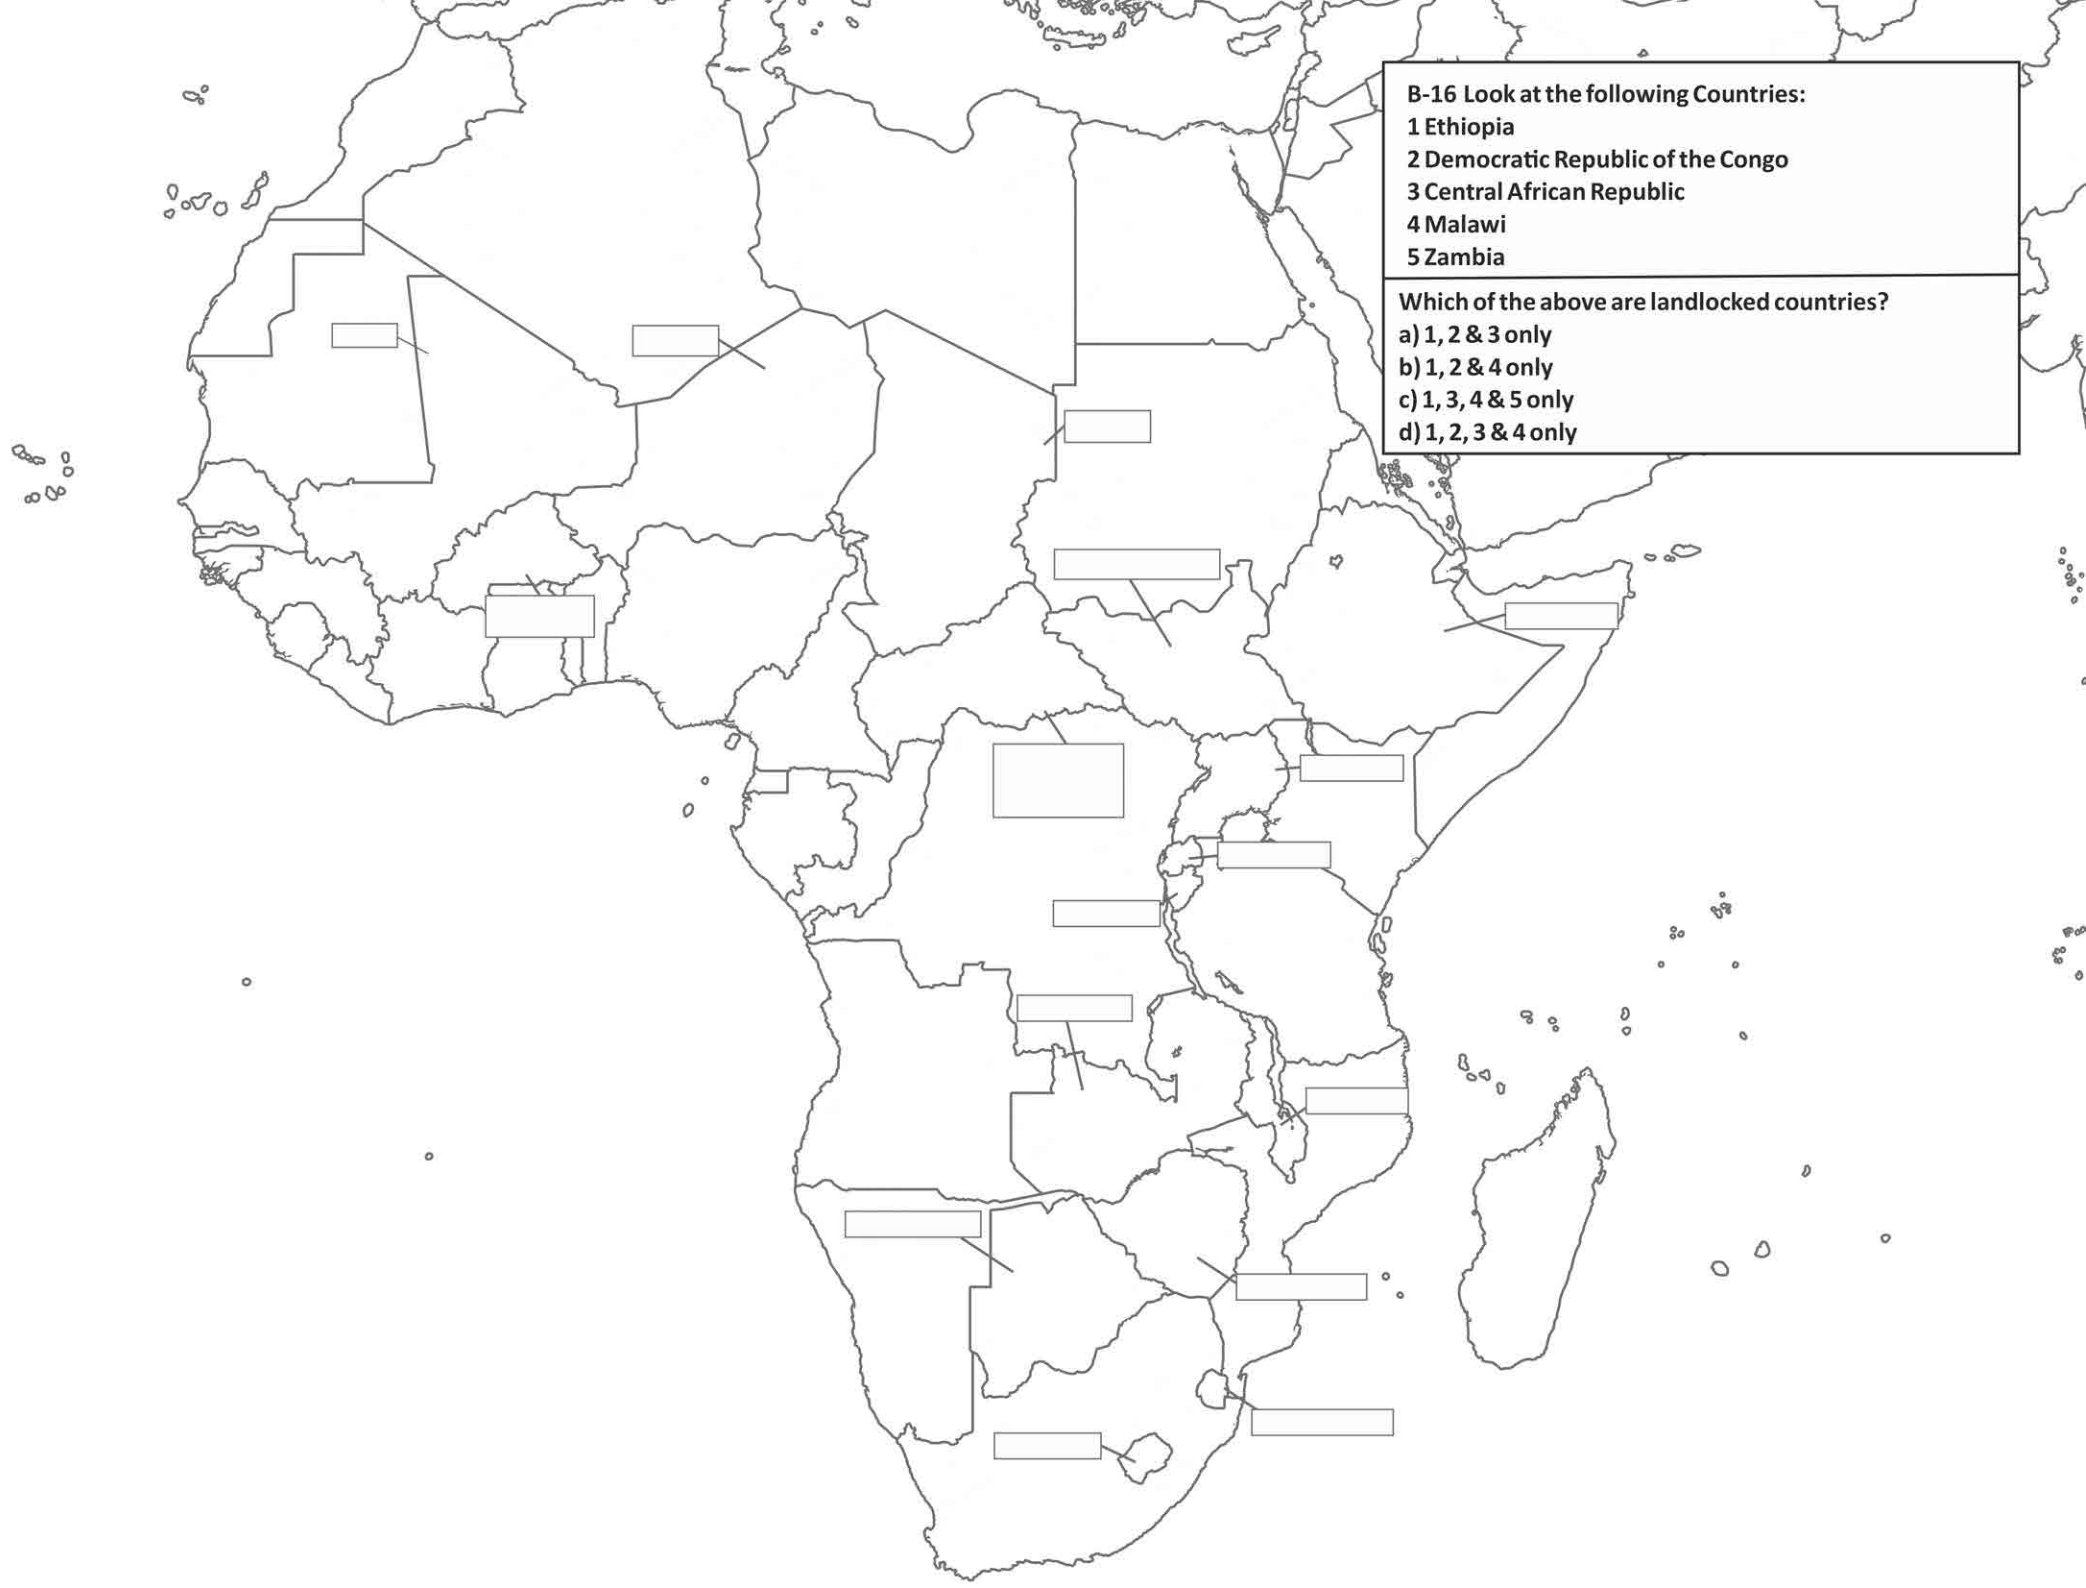 B-16 Look at the following Countries:
1 Ethiopia
2 Democratic Republic of the Congo
3 Central African Republic
4 Malawi
5 Zambia
Which of the above are landlocked countries?
a) 1, 2 & 3 only
b) 1, 2 & 4 only
c) 1, 3, 4 & 5 only
d) 1, 2, 3 & 4 only